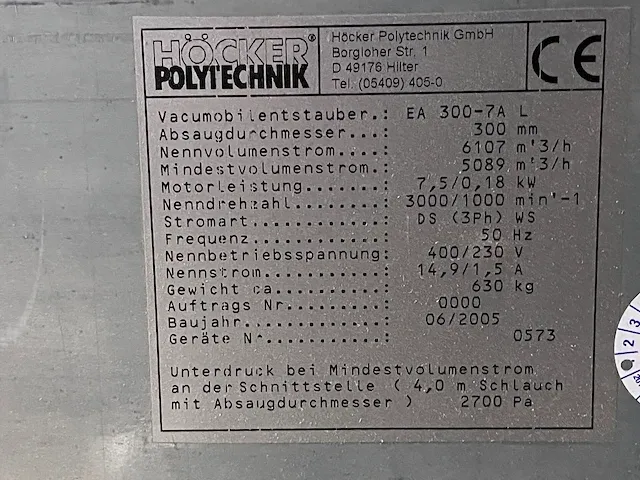 HÖCKER®
POLYTECHNIK
Höcker Polytechnik GmbH
Borgloher Str. 1
D 49176 Hilter
Tel. (05409) 405-0
CE
Vacumobilentstauber.: EA 300-7A L
Absaugdurchmesser...: 300 mm
Nennvolumenstrom....: 6107 m'3/h
Mindestvolumenstrom.: 5089 m'3/h
Motorleistung.......: 7,5/0,18 kW
Nenndrehzahl........: 3000/1000 min'-1
Stromart............: DS (3Ph) WS
Frequenz............: 50 Hz
Nennbetriebsspannung: 400/230 V
Nennstrom...........: 14,9/1,5 A
Gewicht ca..........: 630 kg
Auftrags Nr.........: 0000
Baujahr.............: 06/2005
Geräte Nr...........: 0573
Unterdruck bei Mindestvolumenstrom
an der Schnittstelle ( 4,0 m Schlauch
mit Absaugdurchmesser ) 2700 Pa
2 3